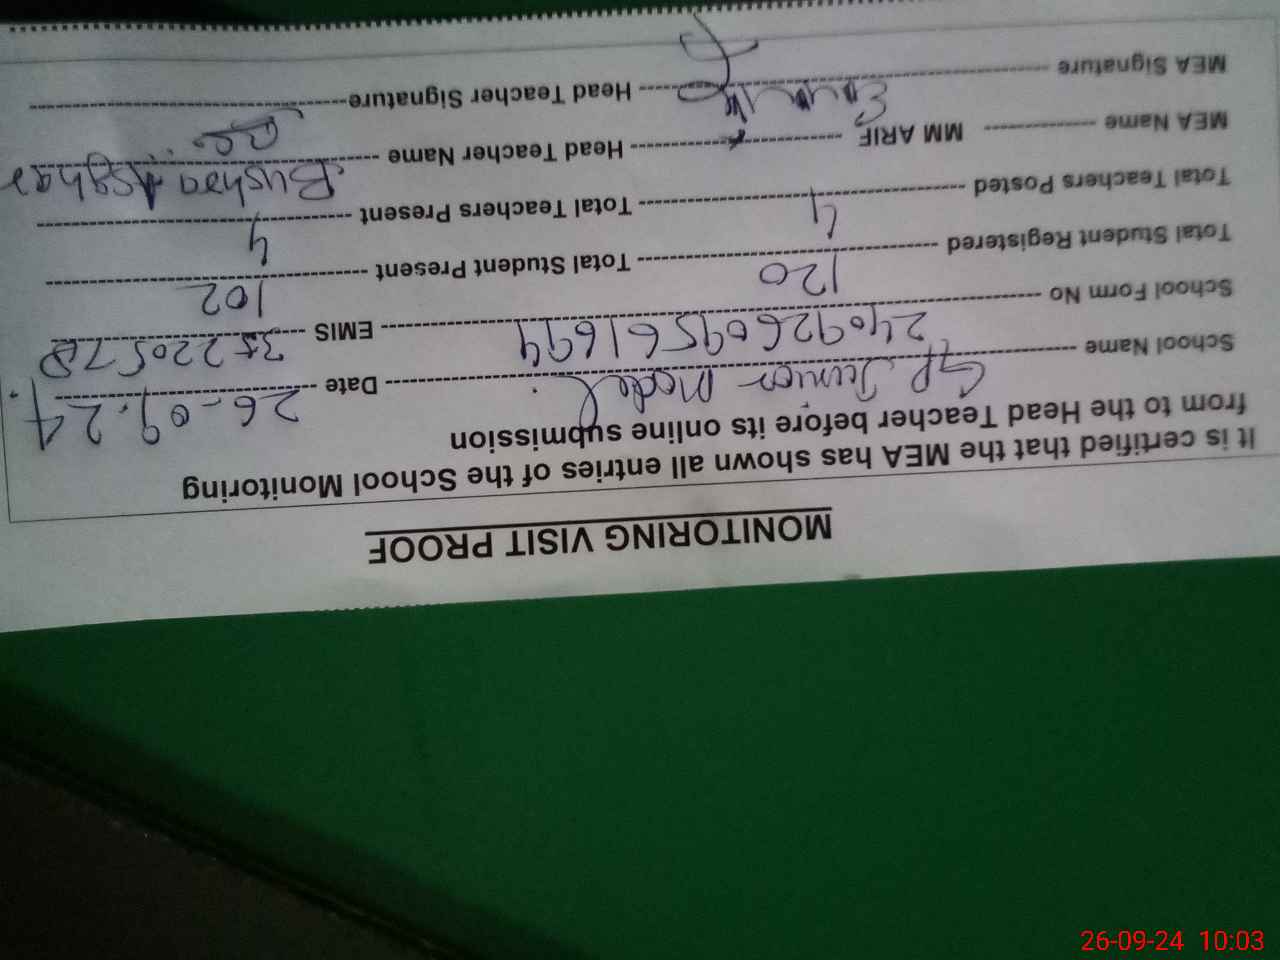 MONITORING VISIT PROOF
It is certified that the MEA has shown all entries of the School Monitoring
from to the Head Teacher before its online submission
School Name GP Junior Model Date 26-09.24
School Form No 24092609561694 EMIS 35220578
Total Student Registered 120 Total Student Present 102
Total Teachers Posted 4 Total Teachers Present 4
MEA Name MM ARIF Head Teacher Name Bushra Asghar
MEA Signature Head Teacher Signature
26-09-24 10:03